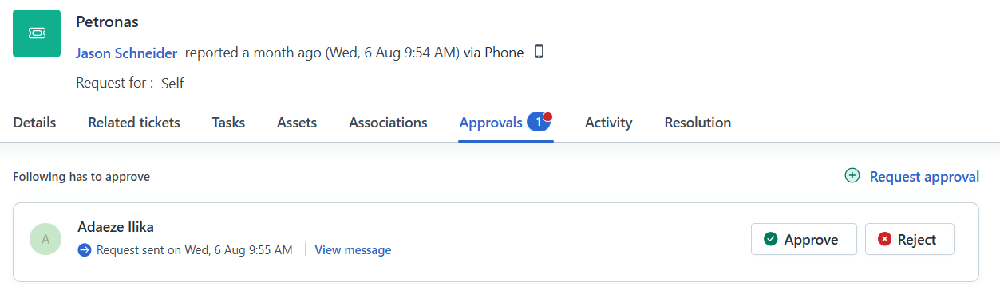 Petronas
Jason Schneider reported a month ago (Wed, 6 Aug 9:54 AM) via Phone
Request for : Self
Details Related tickets Tasks Assets Associations Approvals 1 Activity Resolution
Following has to approve
Request approval
A
Adaeze Ilika
Request sent on Wed, 6 Aug 9:55 AM View message
Approve Reject